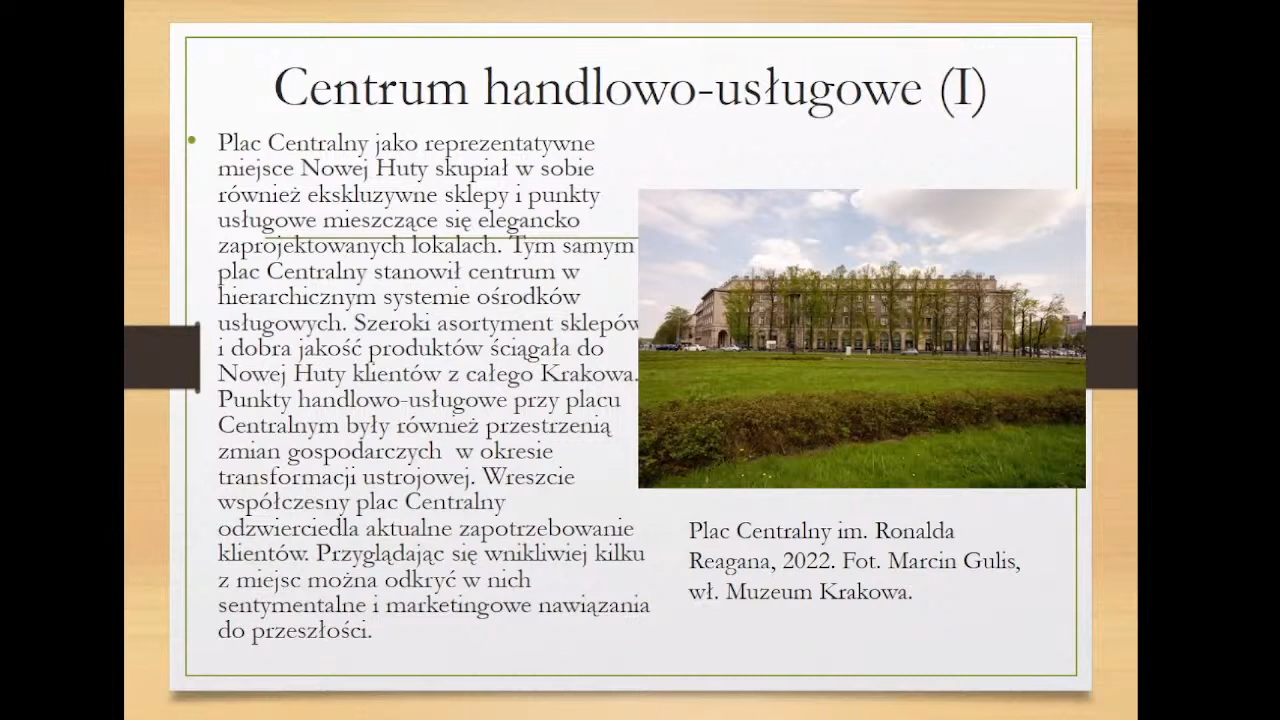 Centrum handlowo-usługowe (I)
Plac Centralny jako reprezentatywne
miejsce Nowej Huty skupiał w sobie
również ekskluzywne sklepy i punkty
usługowe mieszczące się elegancko
zaprojektowanych lokalach. Tym samym
plac Centralny stanowił centrum w
hierarchicznym systemie ośrodków
usługowych. Szeroki asortyment sklepów
i dobra jakość produktów ściągała do
Nowej Huty klientów z całego Krakowa.
Punkty handlowo-usługowe przy placu
Centralnym były również przestrzenią
zmian gospodarczych w okresie
transformacji ustrojowej. Wreszcie
współczesny plac Centralny
odzwierciedla aktualne zapotrzebowanie
klientów. Przyglądając się wnikliwiej kilku
z miejsc można odkryć w nich
sentymentalne i marketingowe nawiązania
do przeszłości.
Plac Centralny im. Ronalda
Reagana, 2022. Fot. Marcin Gulis,
wł. Muzeum Krakowa.